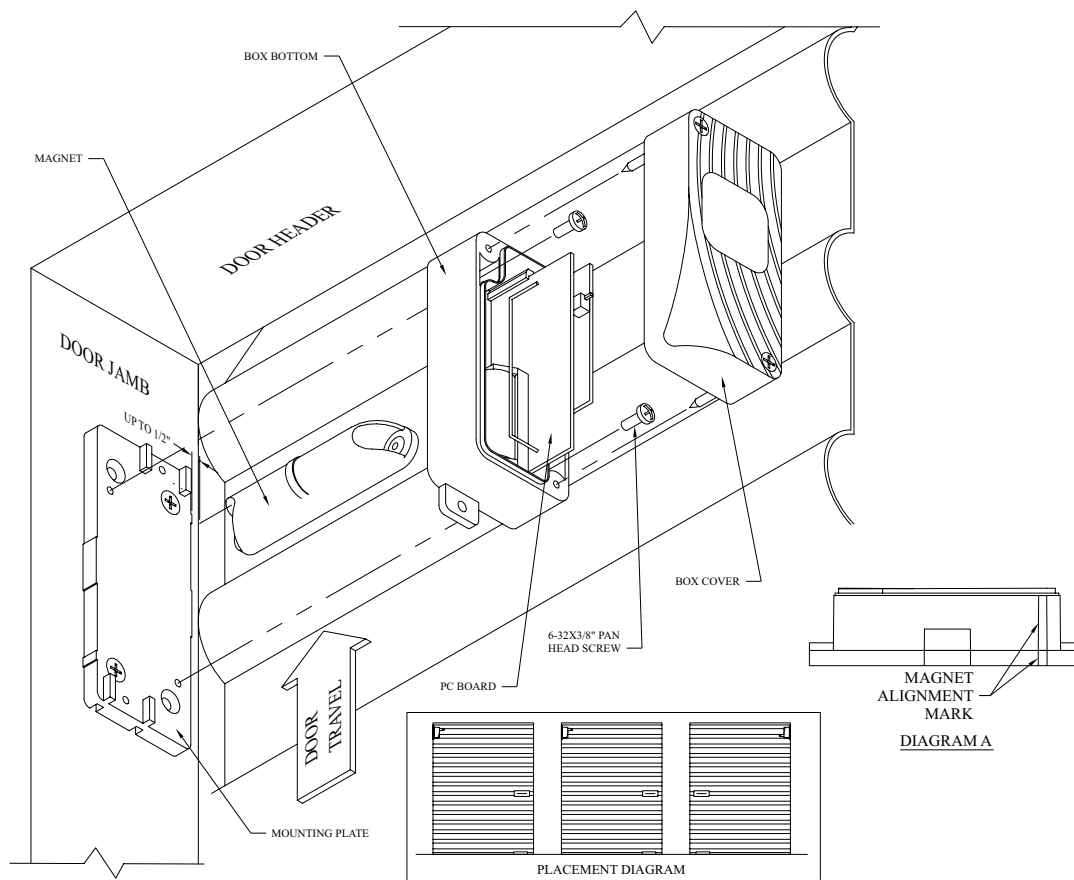 BOX BOTTOM
MAGNET
DOOR HEADER
DOOR JAMB
UP TO 1/2"
BOX COVER
6-32X3/8" PAN
HEAD SCREW
PC BOARD
MAGNET
ALIGNMENT
MARK
DIAGRAM A
DOOR
TRAVEL
MOUNTING PLATE
PLACEMENT DIAGRAM